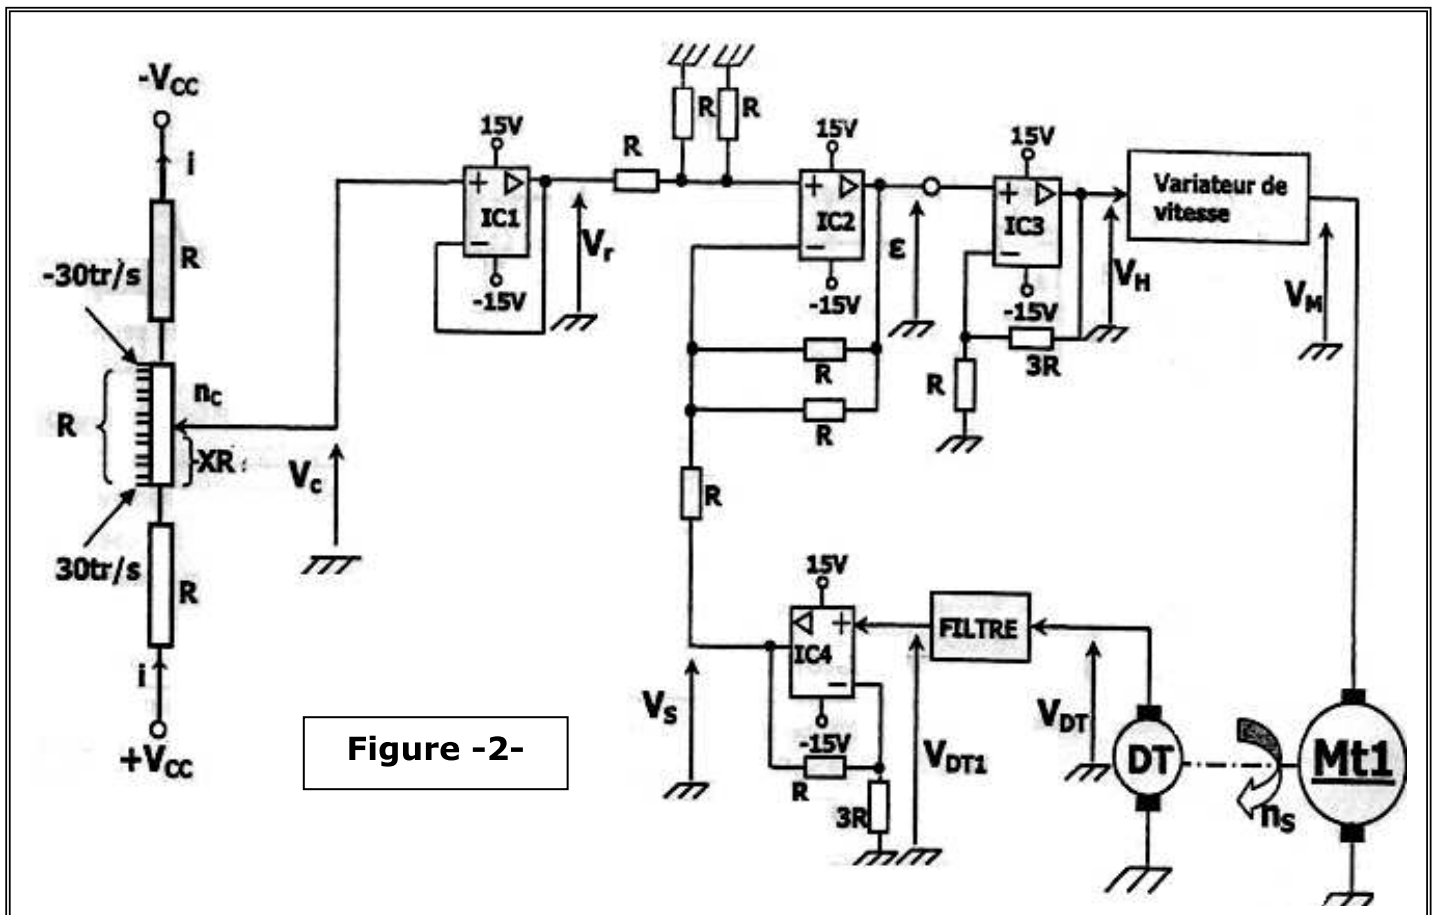 -VCC
i
R
-30tr/s
nC
R
XR
VC
30tr/s
R
i
+VCC
15V
+
IC1
-
-15V
Vr
R
R
R
15V
+
IC2
-
-15V
ε
R
R
R
15V
+
IC3
-
-15V
3R
R
VH
Variateur de
vitesse
VM
15V
+
IC4
-
-15V
R
3R
VS
FILTRE
VDT1
VDT
DT
nS
Mt1
Figure -2-